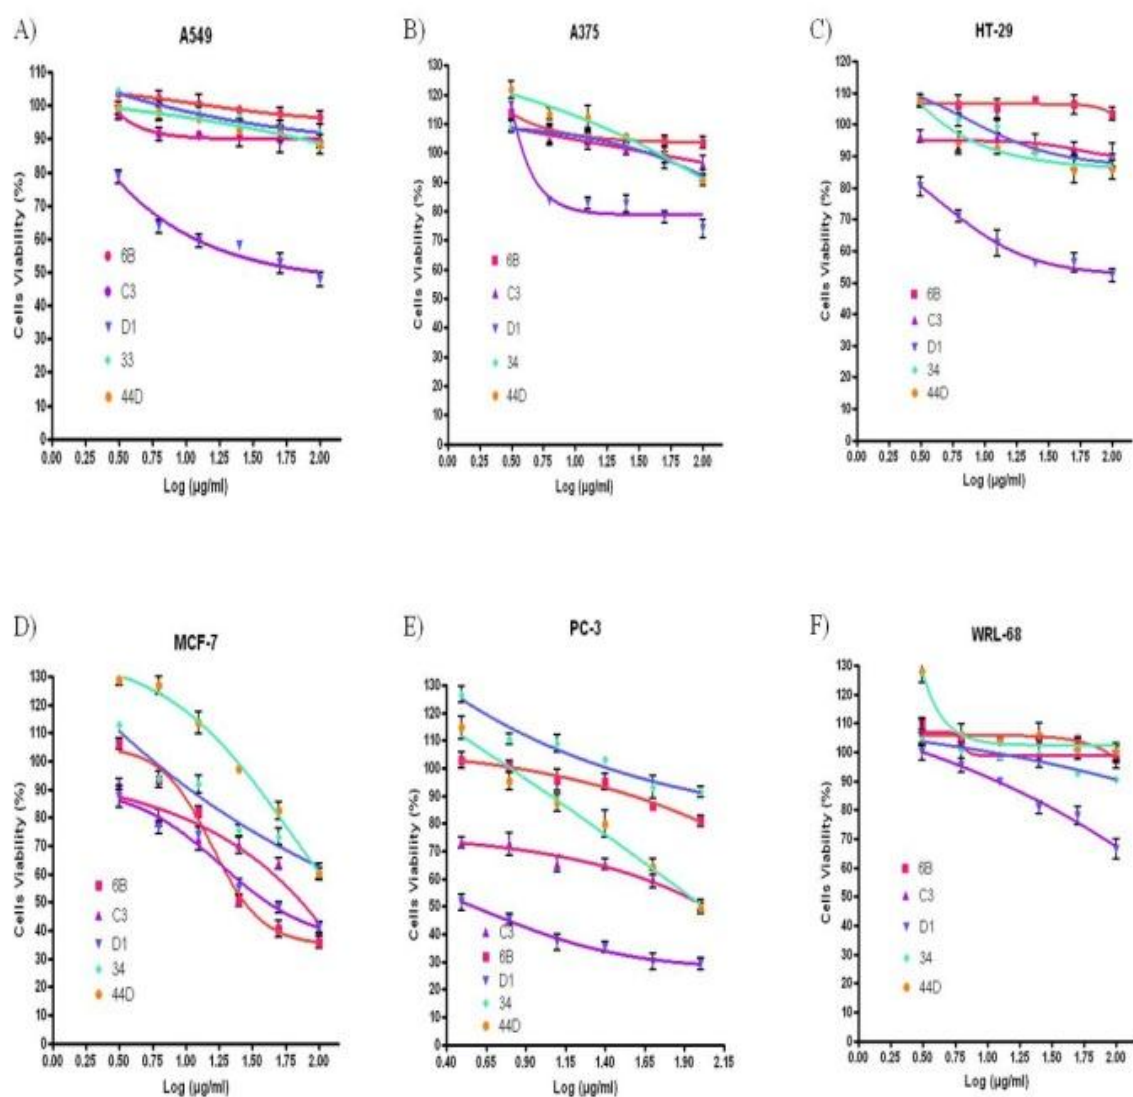 A)
A549
Cells Viability (%)
110
100
90
80
70
60
50
40
30
20
10
0
6B
C3
D1
33
44D
0.00 0.25 0.50 0.75 1.00 1.25 1.50 1.75 2.00
Log (µg/ml)
B)
A375
Cells Viability (%)
130
120
110
100
90
80
70
60
50
40
30
20
10
0
6B
C3
D1
34
44D
0.00 0.25 0.50 0.75 1.00 1.25 1.50 1.75 2.00
Log (µg/ml)
C)
HT-29
Cells Viability (%)
120
110
100
90
80
70
60
50
40
30
20
10
0
6B
C3
D1
34
44D
0.00 0.25 0.50 0.75 1.00 1.25 1.50 1.75 2.00
Log (µg/ml)
D)
MCF-7
Cells Viability (%)
130
120
110
100
90
80
70
60
50
40
30
20
10
0
6B
C3
D1
34
44D
0.00 0.25 0.50 0.75 1.00 1.25 1.50 1.75 2.00
Log (µg/ml)
E)
PC-3
Cells Viability (%)
130
120
110
100
90
80
70
60
50
40
30
20
10
0
C3
6B
D1
34
44D
0.40 0.65 0.90 1.15 1.40 1.65 1.90 2.15
Log (µg/ml)
F)
WRL-68
Cells Viability (%)
130
120
110
100
90
80
70
60
50
40
30
20
10
0
6B
C3
D1
34
44D
0.00 0.25 0.50 0.75 1.00 1.25 1.50 1.75 2.00
Log (µg/ml)